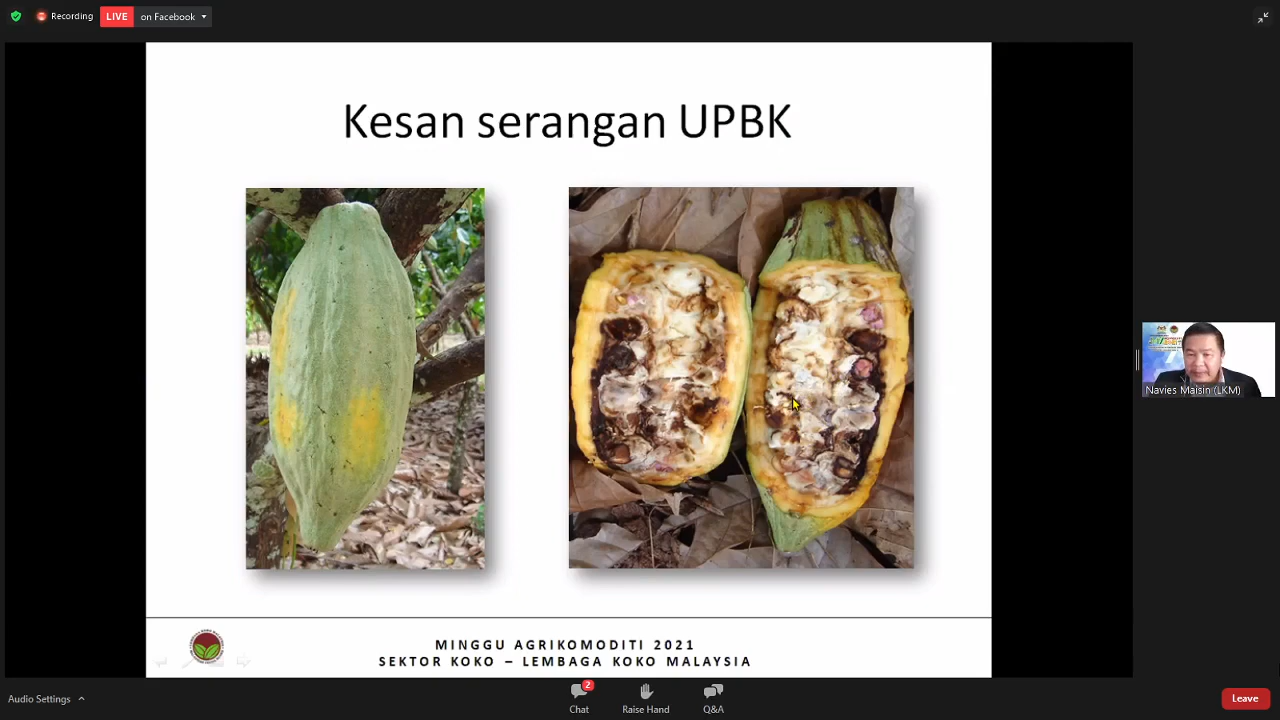 Recording
LIVE
on Facebook
Kesan serangan UPBK
Navies Maisin (LKM)
MINGGU AGRIKOMODITI 2021
SEKTOR KOKO – LEMBAGA KOKO MALAYSIA
Audio Settings
2
Chat
Raise Hand
Q&A
Leave